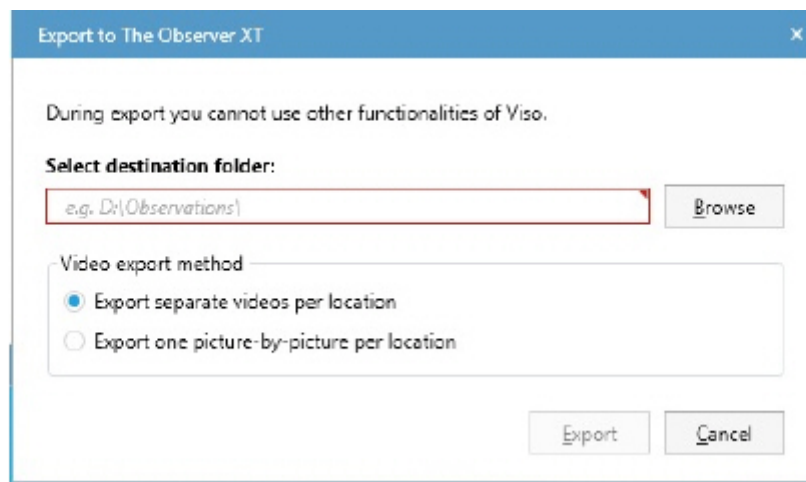 Export to The Observer XT
During export you cannot use other functionalities of Viso.
Select destination folder:
e.g. D:\Observations\
Browse
Video export method
Export separate videos per location
Export one picture-by-picture per location
Export
Cancel